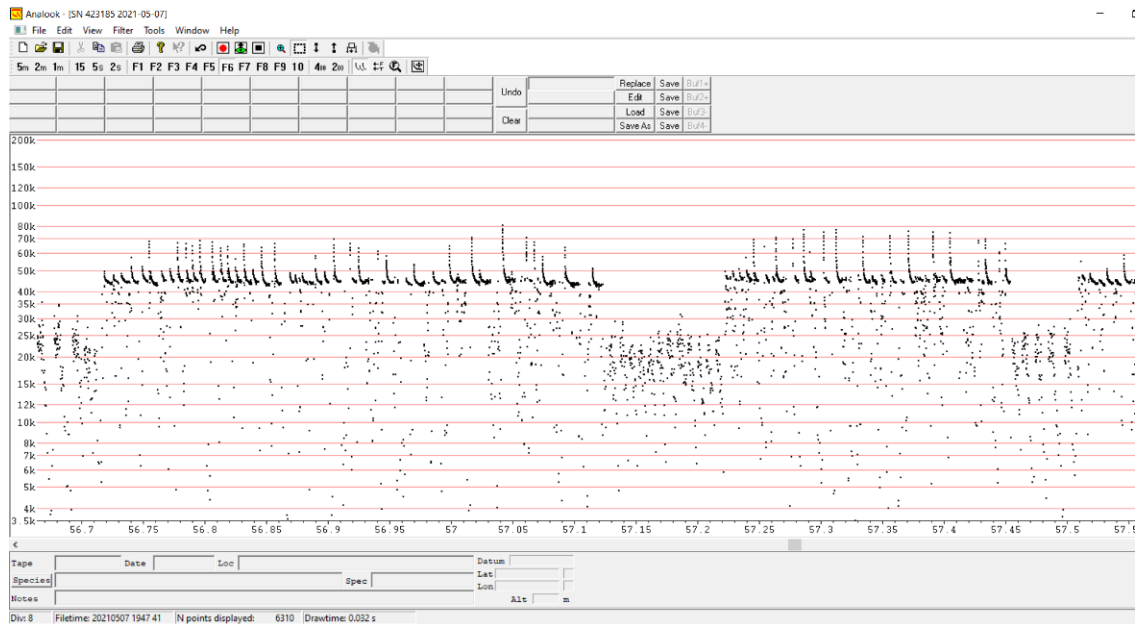 Analook - [SN 423185 2021-05-07]
File Edit View Filter Tools Window Help
5m 2m 1m 15 5s 2s F1 F2 F3 F4 F5 F6 F7 F8 F9 10
Undo Replace Save Buf1+
Edit Save Buf2+
Clear Load Save Buf3-
Save As Save Buf4-
200k
150k
120k
100k
80k
70k
60k
50k
40k
35k
30k
25k
20k
15k
12k
10k
8k
7k
6k
5k
4k
3.5k
56.7 56.75 56.8 56.85 56.9 56.95 57 57.05 57.1 57.15 57.2 57.25 57.3 57.35 57.4 57.45 57.5
Tape Date Loc Datum
Species Spec Lat
Lon
Notes Alt m
Div: 8 Filetime: 20210507 1947 41 N points displayed: 6310 Drawtime: 0.032 s